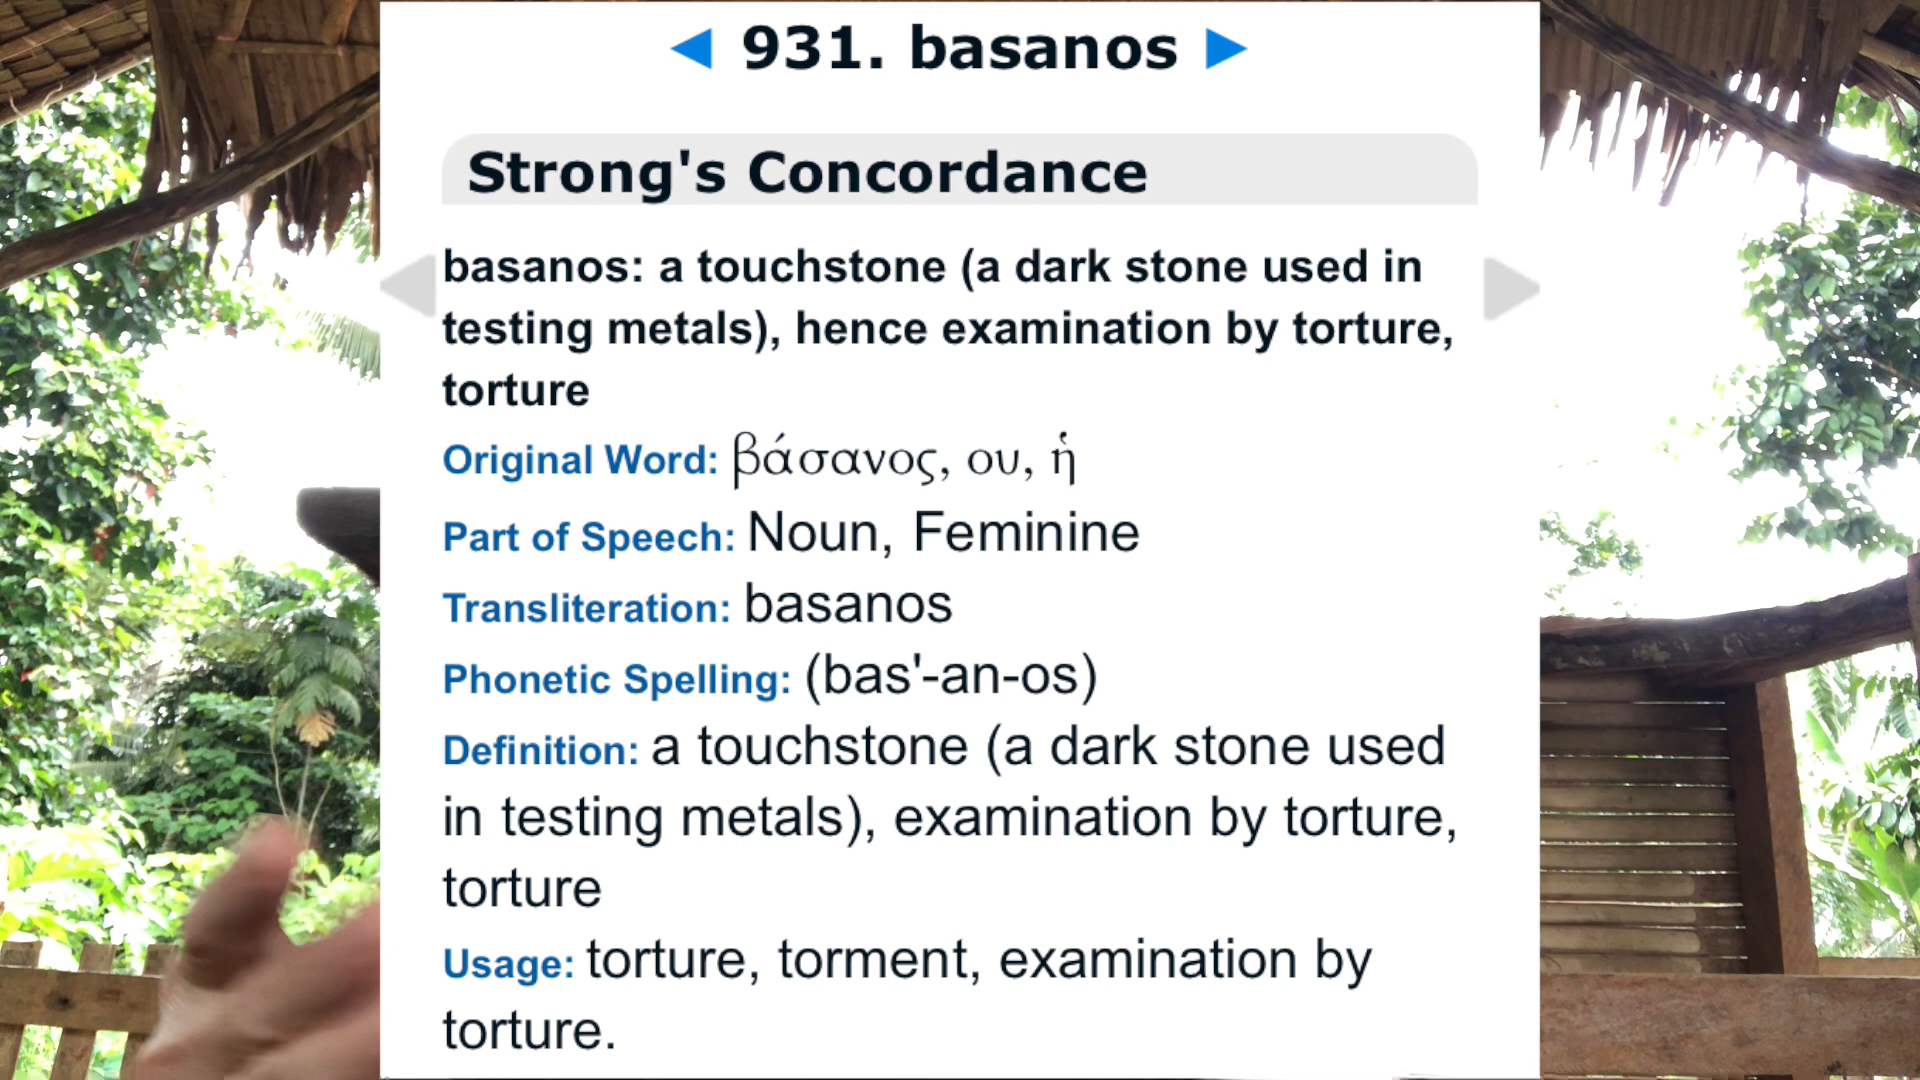 931. basanos
Strong's Concordance
basanos: a touchstone (a dark stone used in
testing metals), hence examination by torture,
torture
Original Word: βάσανος, ου, ἡ
Part of Speech: Noun, Feminine
Transliteration: basanos
Phonetic Spelling: (bas'-an-os)
Definition: a touchstone (a dark stone used
in testing metals), examination by torture,
torture
Usage: torture, torment, examination by
torture.